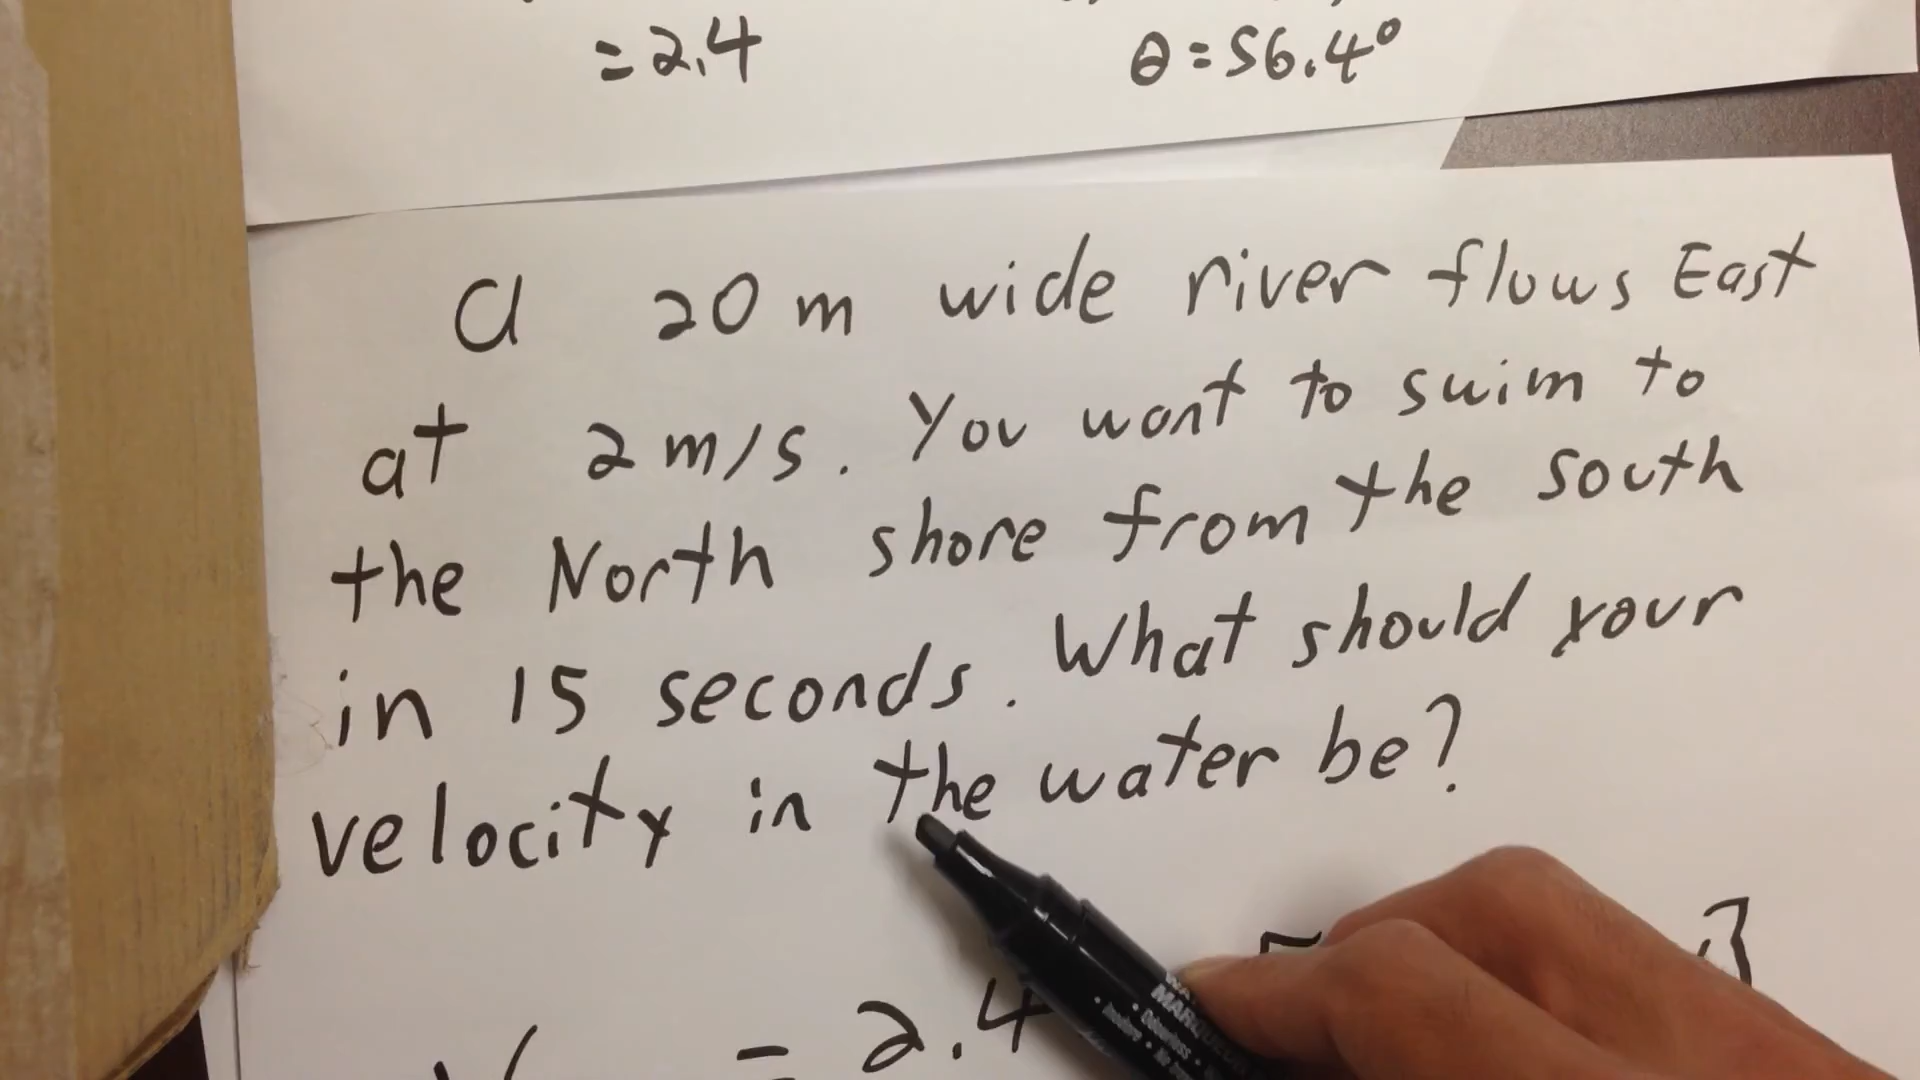 = 2.4 θ = 56.4°
A 20 m wide river flows East
at 2 m/s. You want to swim to
the North shore from the south
in 15 seconds. What should your
velocity in the water be?
= 2.4